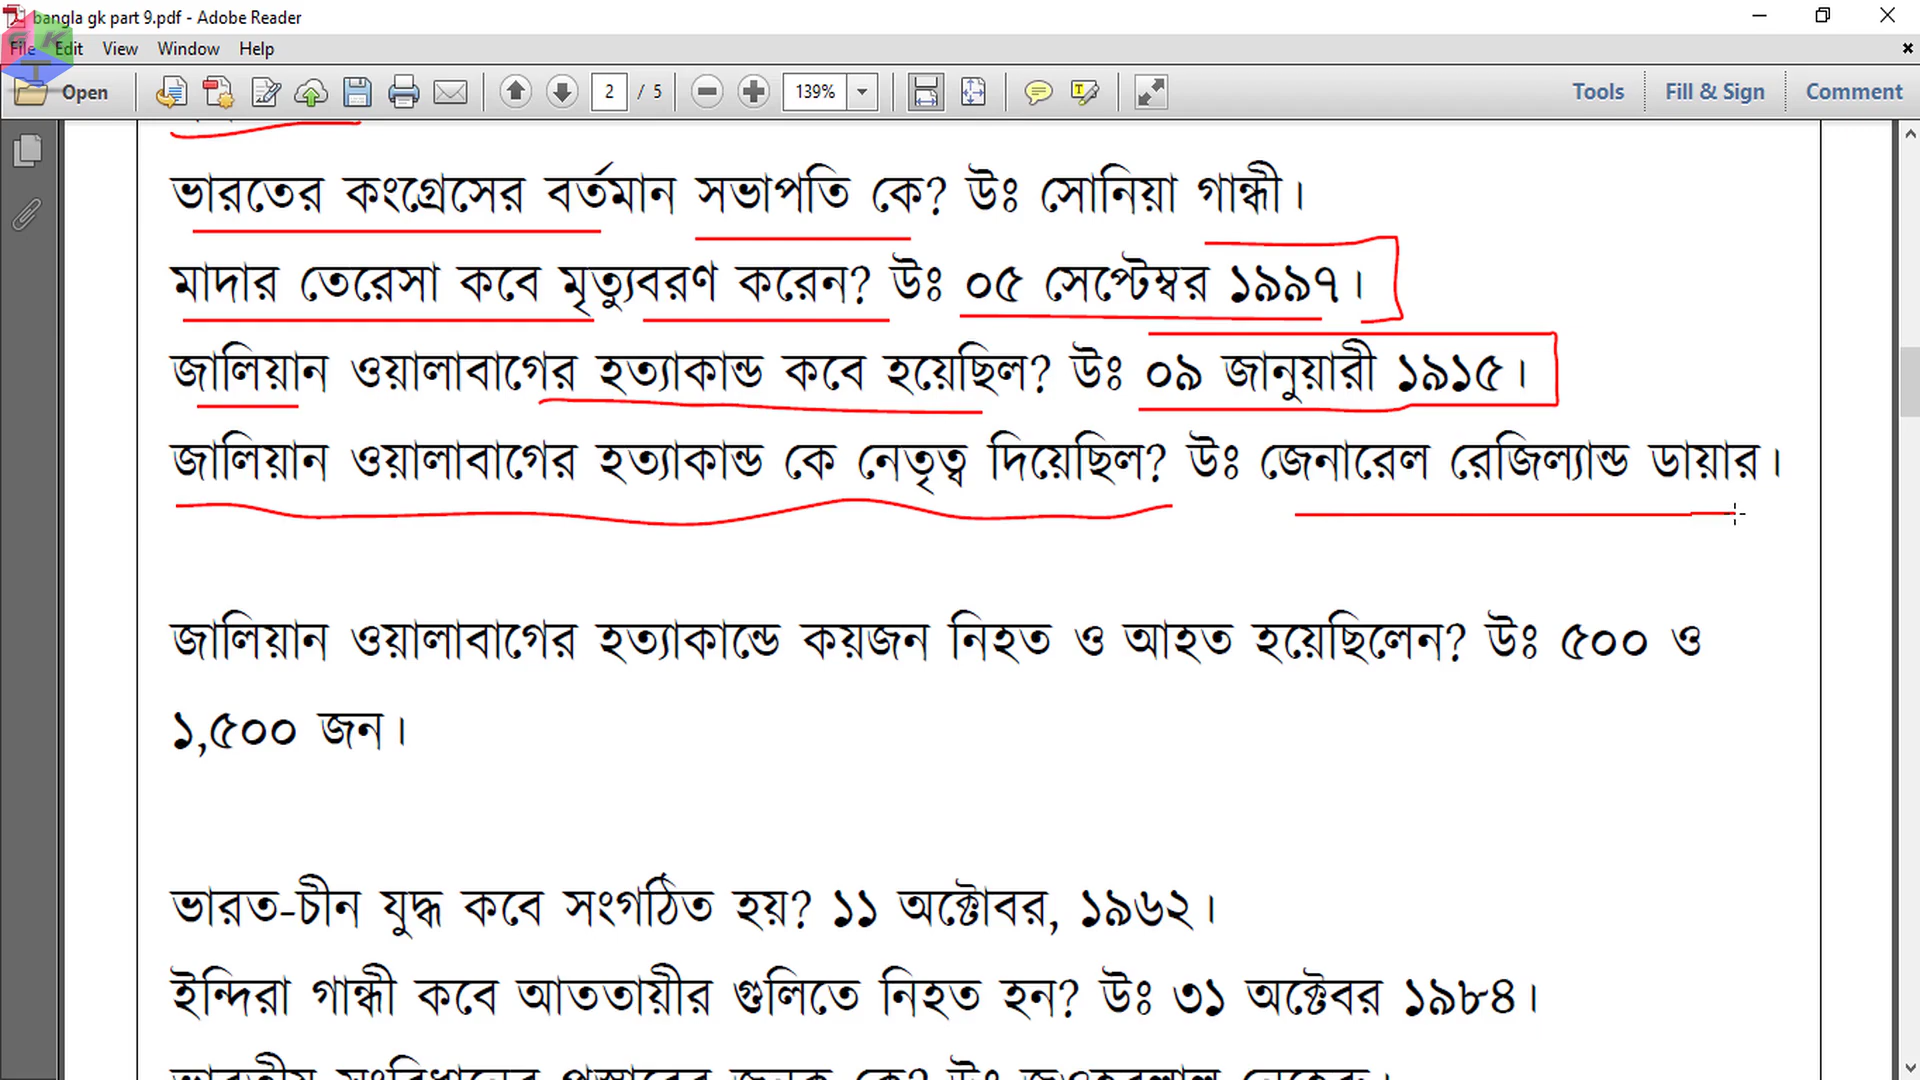 bangla gk part 9.pdf - Adobe Reader
File Edit View Window Help
Open 2 / 5 139% Tools Fill & Sign Comment
ভারতের কংগ্রেসের বর্তমান সভাপতি কে? উঃ সোনিয়া গান্ধী।
মাদার তেরেসা কবে মৃত্যুবরণ করেন? উঃ ০৫ সেপ্টেম্বর ১৯৯৭।
জালিয়ান ওয়ালাবাগের হত্যাকান্ড কবে হয়েছিল? উঃ ০৯ জানুয়ারী ১৯১৫।
জালিয়ান ওয়ালাবাগের হত্যাকান্ড কে নেতৃত্ব দিয়েছিল? উঃ জেনারেল রেজিল্যান্ড ডায়ার।
জালিয়ান ওয়ালাবাগের হত্যাকান্ডে কয়জন নিহত ও আহত হয়েছিলেন? উঃ ৫০০ ও
১,৫০০ জন।
ভারত-চীন যুদ্ধ কবে সংগঠিত হয়? ১১ অক্টোবর, ১৯৬২।
ইন্দিরা গান্ধী কবে আততায়ীর গুলিতে নিহত হন? উঃ ৩১ অক্টেবর ১৯৮৪।